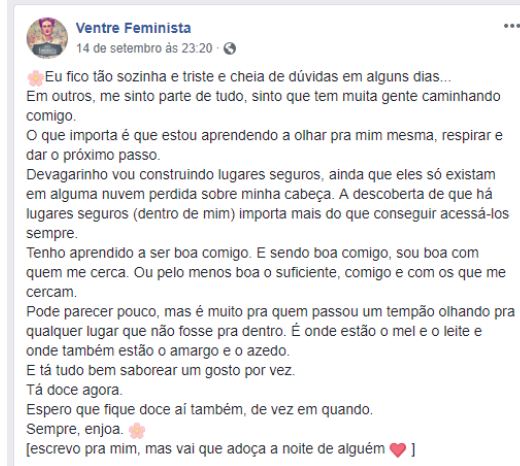 Ventre Feminista
14 de setembro às 23:20
🌸Eu fico tão sozinha e triste e cheia de dúvidas em alguns dias...
Em outros, me sinto parte de tudo, sinto que tem muita gente caminhando
comigo.
O que importa é que estou aprendendo a olhar pra mim mesma, respirar e
dar o próximo passo.
Devagarinho vou construindo lugares seguros, ainda que eles só existam
em alguma nuvem perdida sobre minha cabeça. A descoberta de que há
lugares seguros (dentro de mim) importa mais do que conseguir acessá-los
sempre.
Tenho aprendido a ser boa comigo. E sendo boa comigo, sou boa com
quem me cerca. Ou pelo menos boa o suficiente, comigo e com os que me
cercam.
Pode parecer pouco, mas é muito pra quem passou um tempão olhando pra
qualquer lugar que não fosse pra dentro. É onde estão o mel e o leite e
onde também estão o amargo e o azedo.
E tá tudo bem saborear um gosto por vez.
Tá doce agora.
Espero que fique doce aí também, de vez em quando.
Sempre, enjoa. 🌸
[escrevo pra mim, mas vai que adoça a noite de alguém ❤️ ]